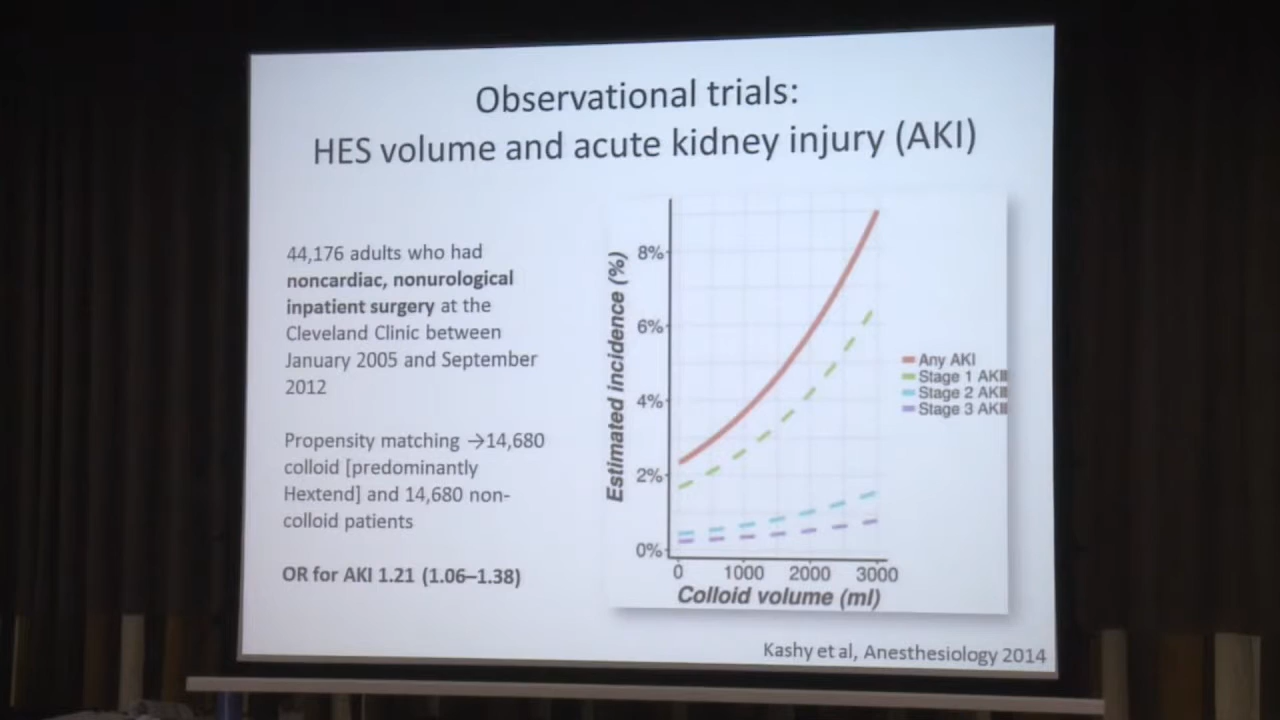 Observational trials:
HES volume and acute kidney injury (AKI)
44,176 adults who had
noncardiac, nonurological
inpatient surgery at the
Cleveland Clinic between
January 2005 and September
2012
Propensity matching →14,680
colloid [predominantly
Hextend] and 14,680 non-
colloid patients
OR for AKI 1.21 (1.06–1.38)
Estimated incidence (%)
8%
6%
4%
2%
0%
0 1000 2000 3000
Colloid volume (ml)
Any AKI
Stage 1 AKI
Stage 2 AKI
Stage 3 AKI
Kashy et al, Anesthesiology 2014